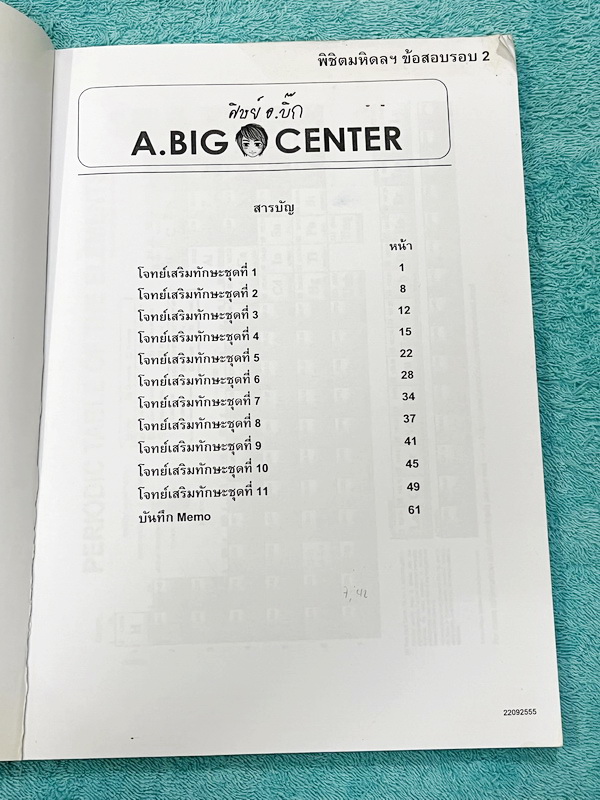 พิชิตมหิดลฯ ข้อสอบรอบ 2
ศิษย์ อ.บิ๊ก
A.BIG CENTER
สารบัญ
หน้า
โจทย์เสริมทักษะชุดที่ 1 1
โจทย์เสริมทักษะชุดที่ 2 8
โจทย์เสริมทักษะชุดที่ 3 12
โจทย์เสริมทักษะชุดที่ 4 15
โจทย์เสริมทักษะชุดที่ 5 22
โจทย์เสริมทักษะชุดที่ 6 28
โจทย์เสริมทักษะชุดที่ 7 34
โจทย์เสริมทักษะชุดที่ 8 37
โจทย์เสริมทักษะชุดที่ 9 41
โจทย์เสริมทักษะชุดที่ 10 45
โจทย์เสริมทักษะชุดที่ 11 49
บันทึก Memo 61
22092555